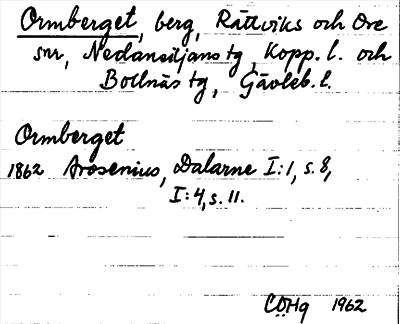 Ormberget, berg, Rättviks och Ore
snr, Nedansiljans tg, Kopp. l. och
Bollnäs tg, Gävleb. l.
Ormberget
1862 Arosenius, Dalarne I:1, s. 8,
I:4, s. 11.
CÖHg 1962